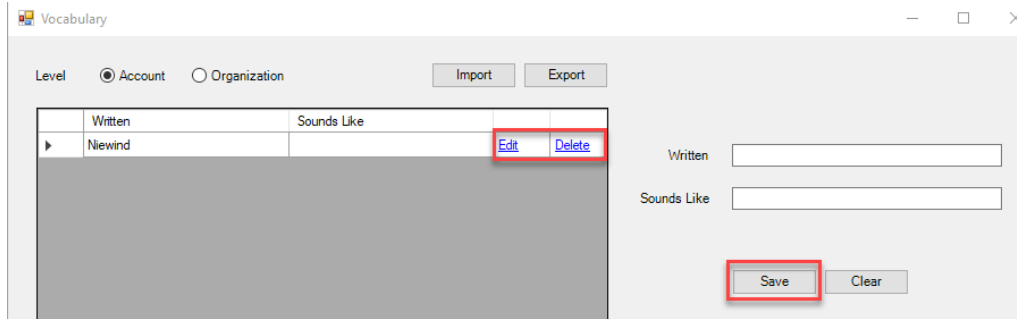 Vocabulary
Level Account Organization Import Export
Written Sounds Like
Niewind Edit Delete
Written
Sounds Like
Save Clear